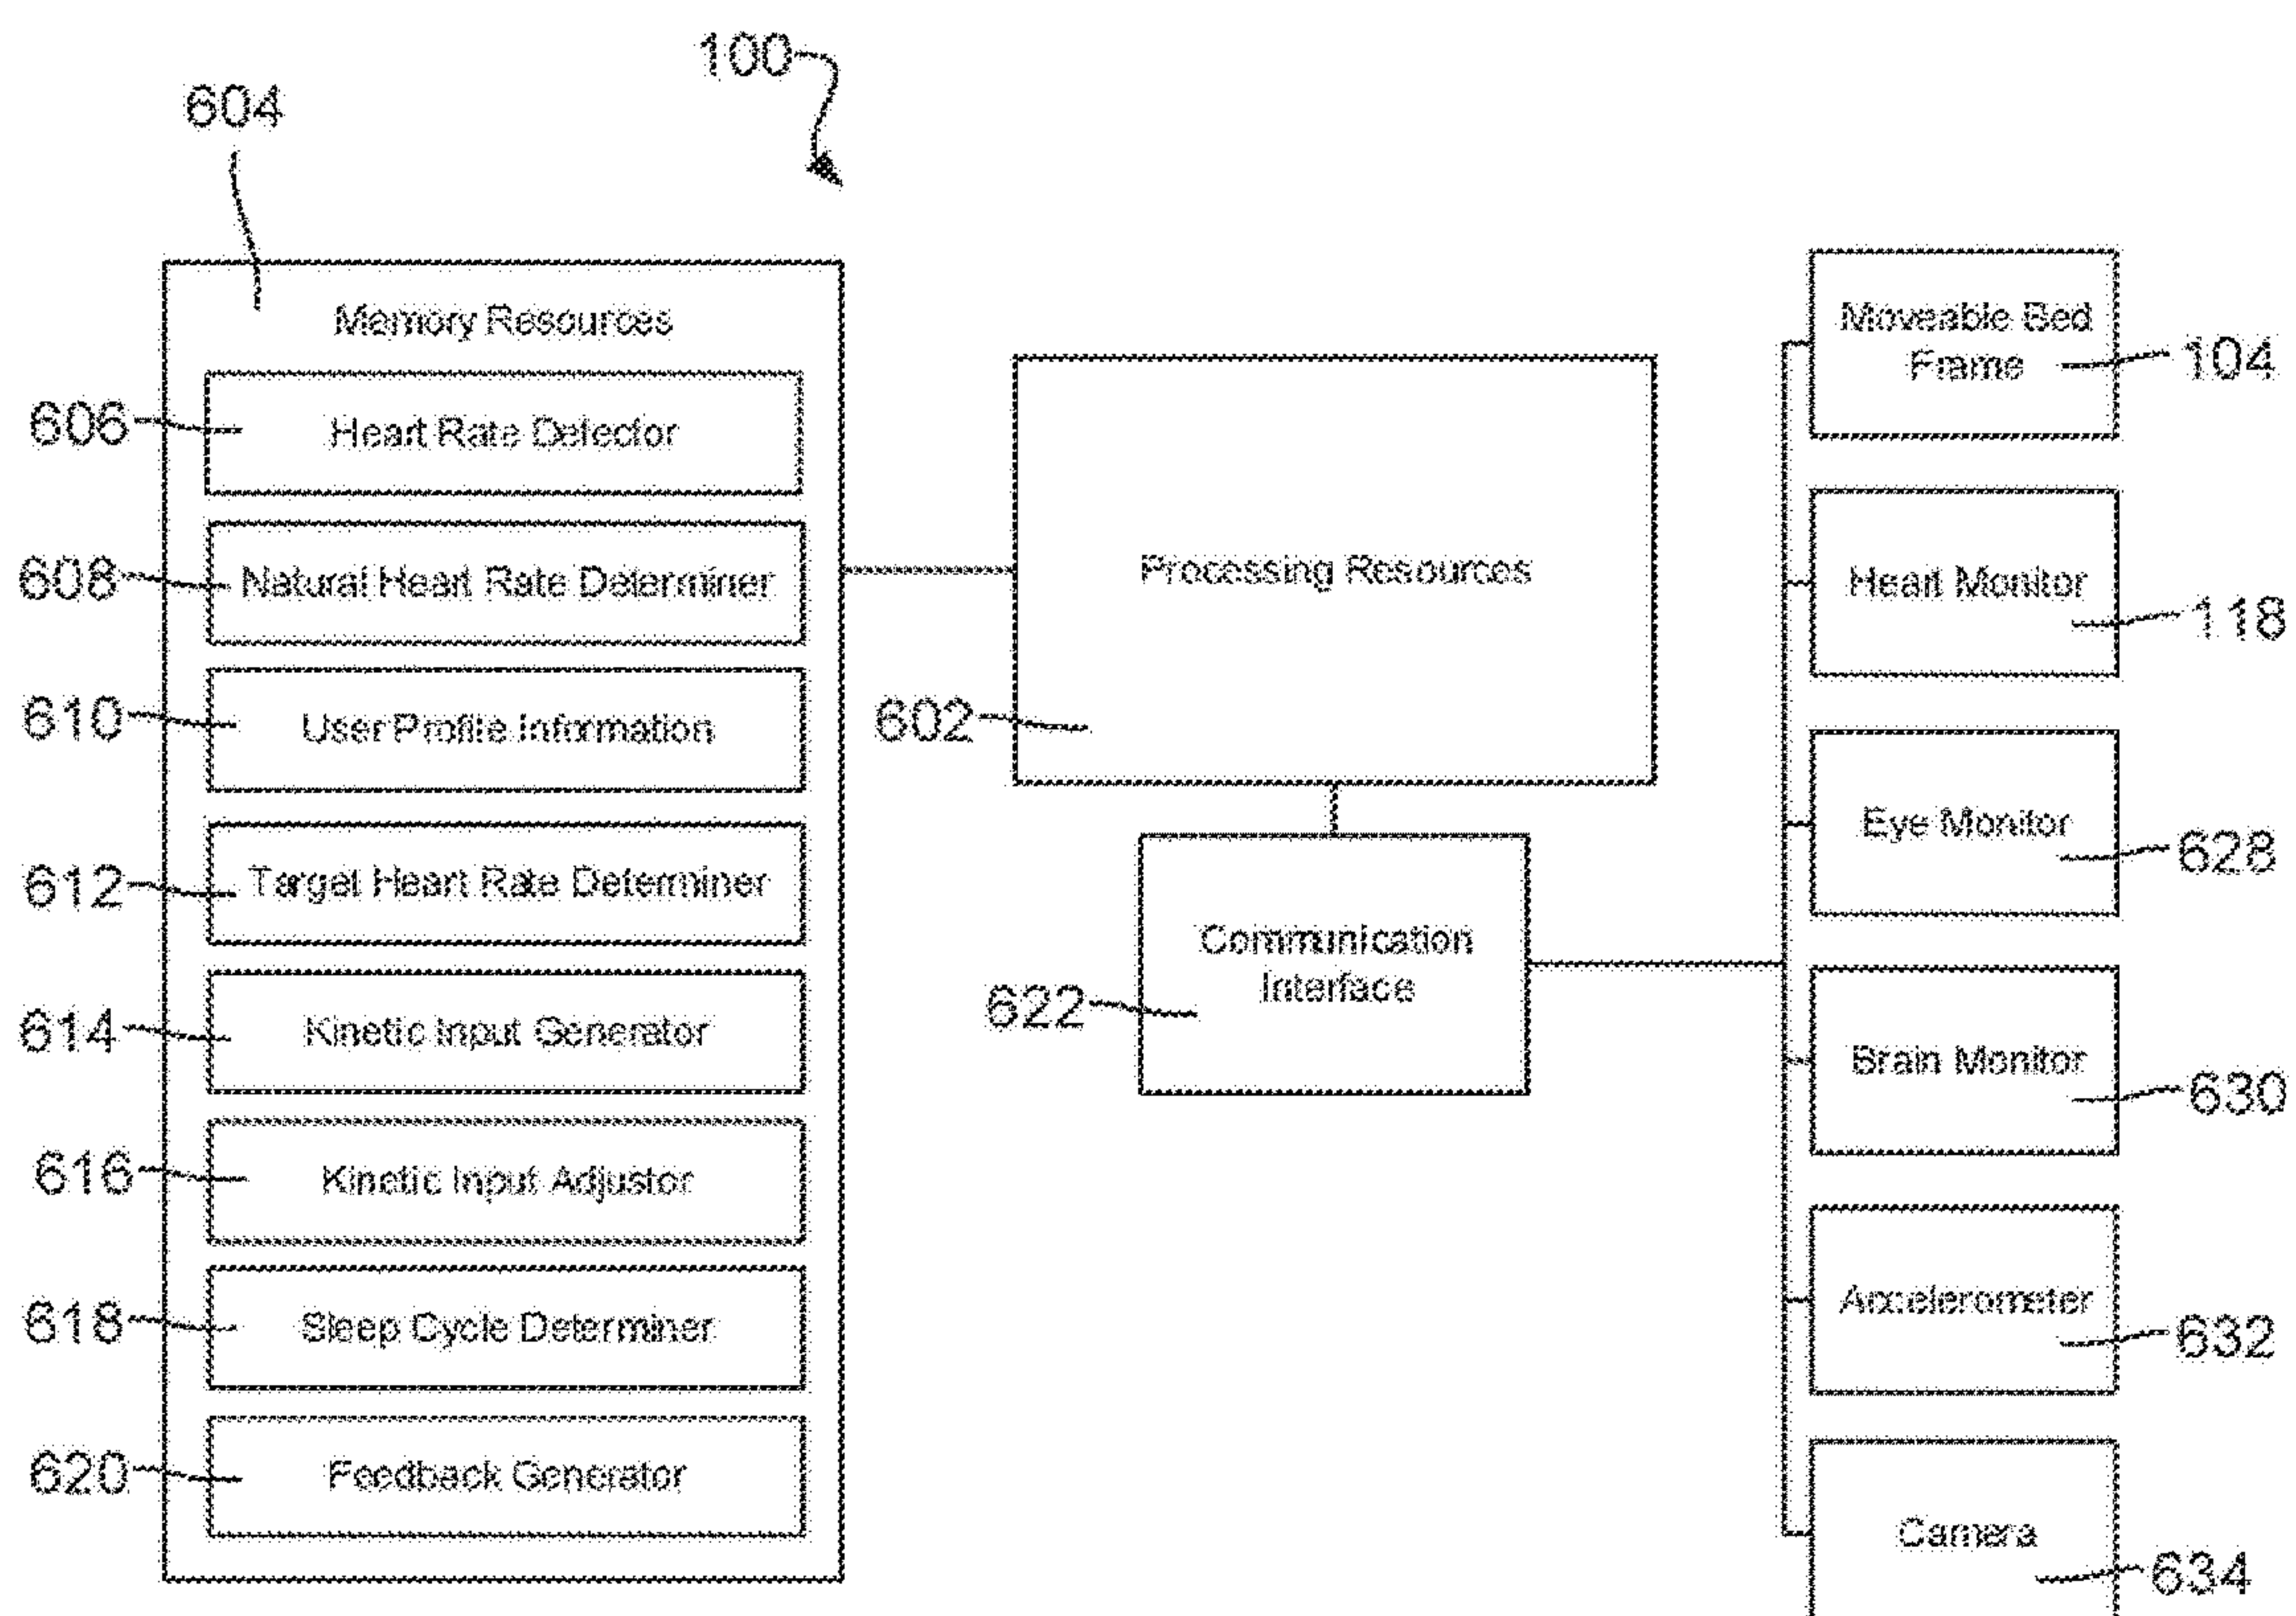 100
604
Memory Resources
606
Heart Rate Detector
608
Natural Heart Rate Determiner
610
User Profile Information
612
Target Heart Rate Determiner
614
Kinetic Input Generator
616
Kinetic Input Adjustor
618
Sleep Cycle Determiner
620
Feedback Generator
Processing Resources
602
Communication
Interface
622
Moveable Bed
Frame
104
Heart Monitor
118
Eye Monitor
628
Brain Monitor
630
Accelerometer
632
Camera
634